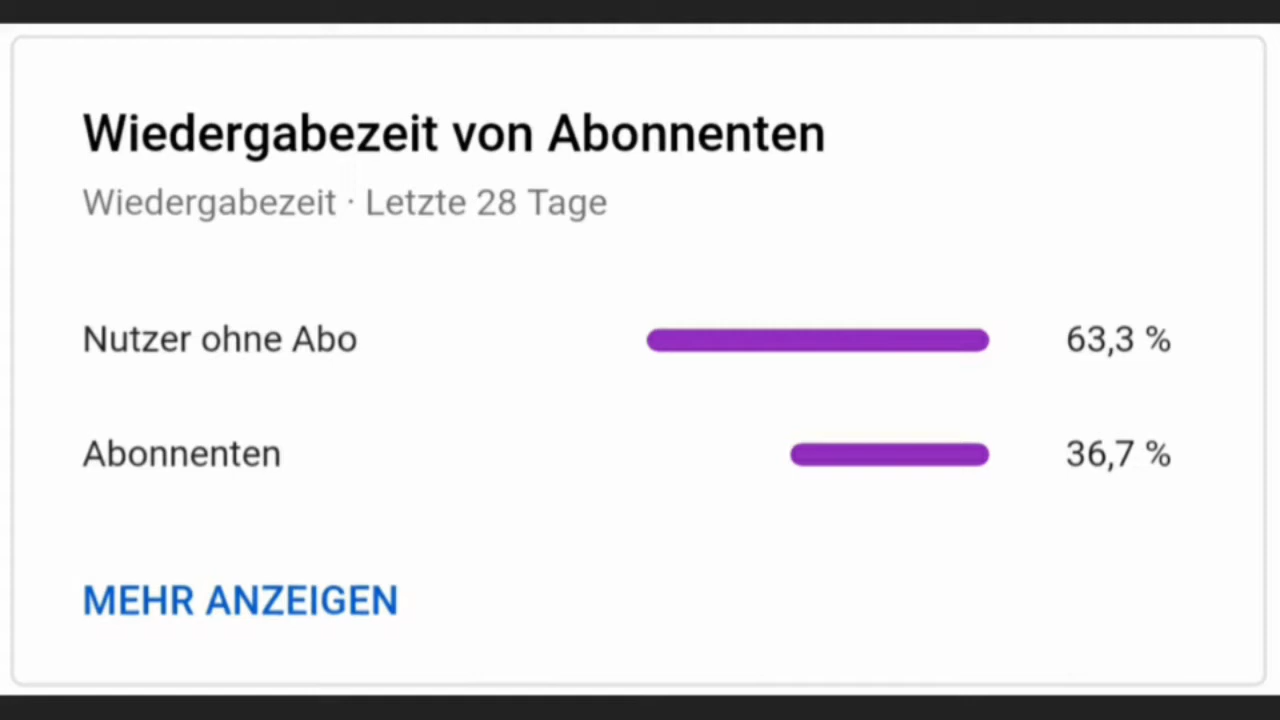 Wiedergabezeit von Abonnenten
Wiedergabezeit · Letzte 28 Tage
Nutzer ohne Abo 63,3 %
Abonnenten 36,7 %
MEHR ANZEIGEN